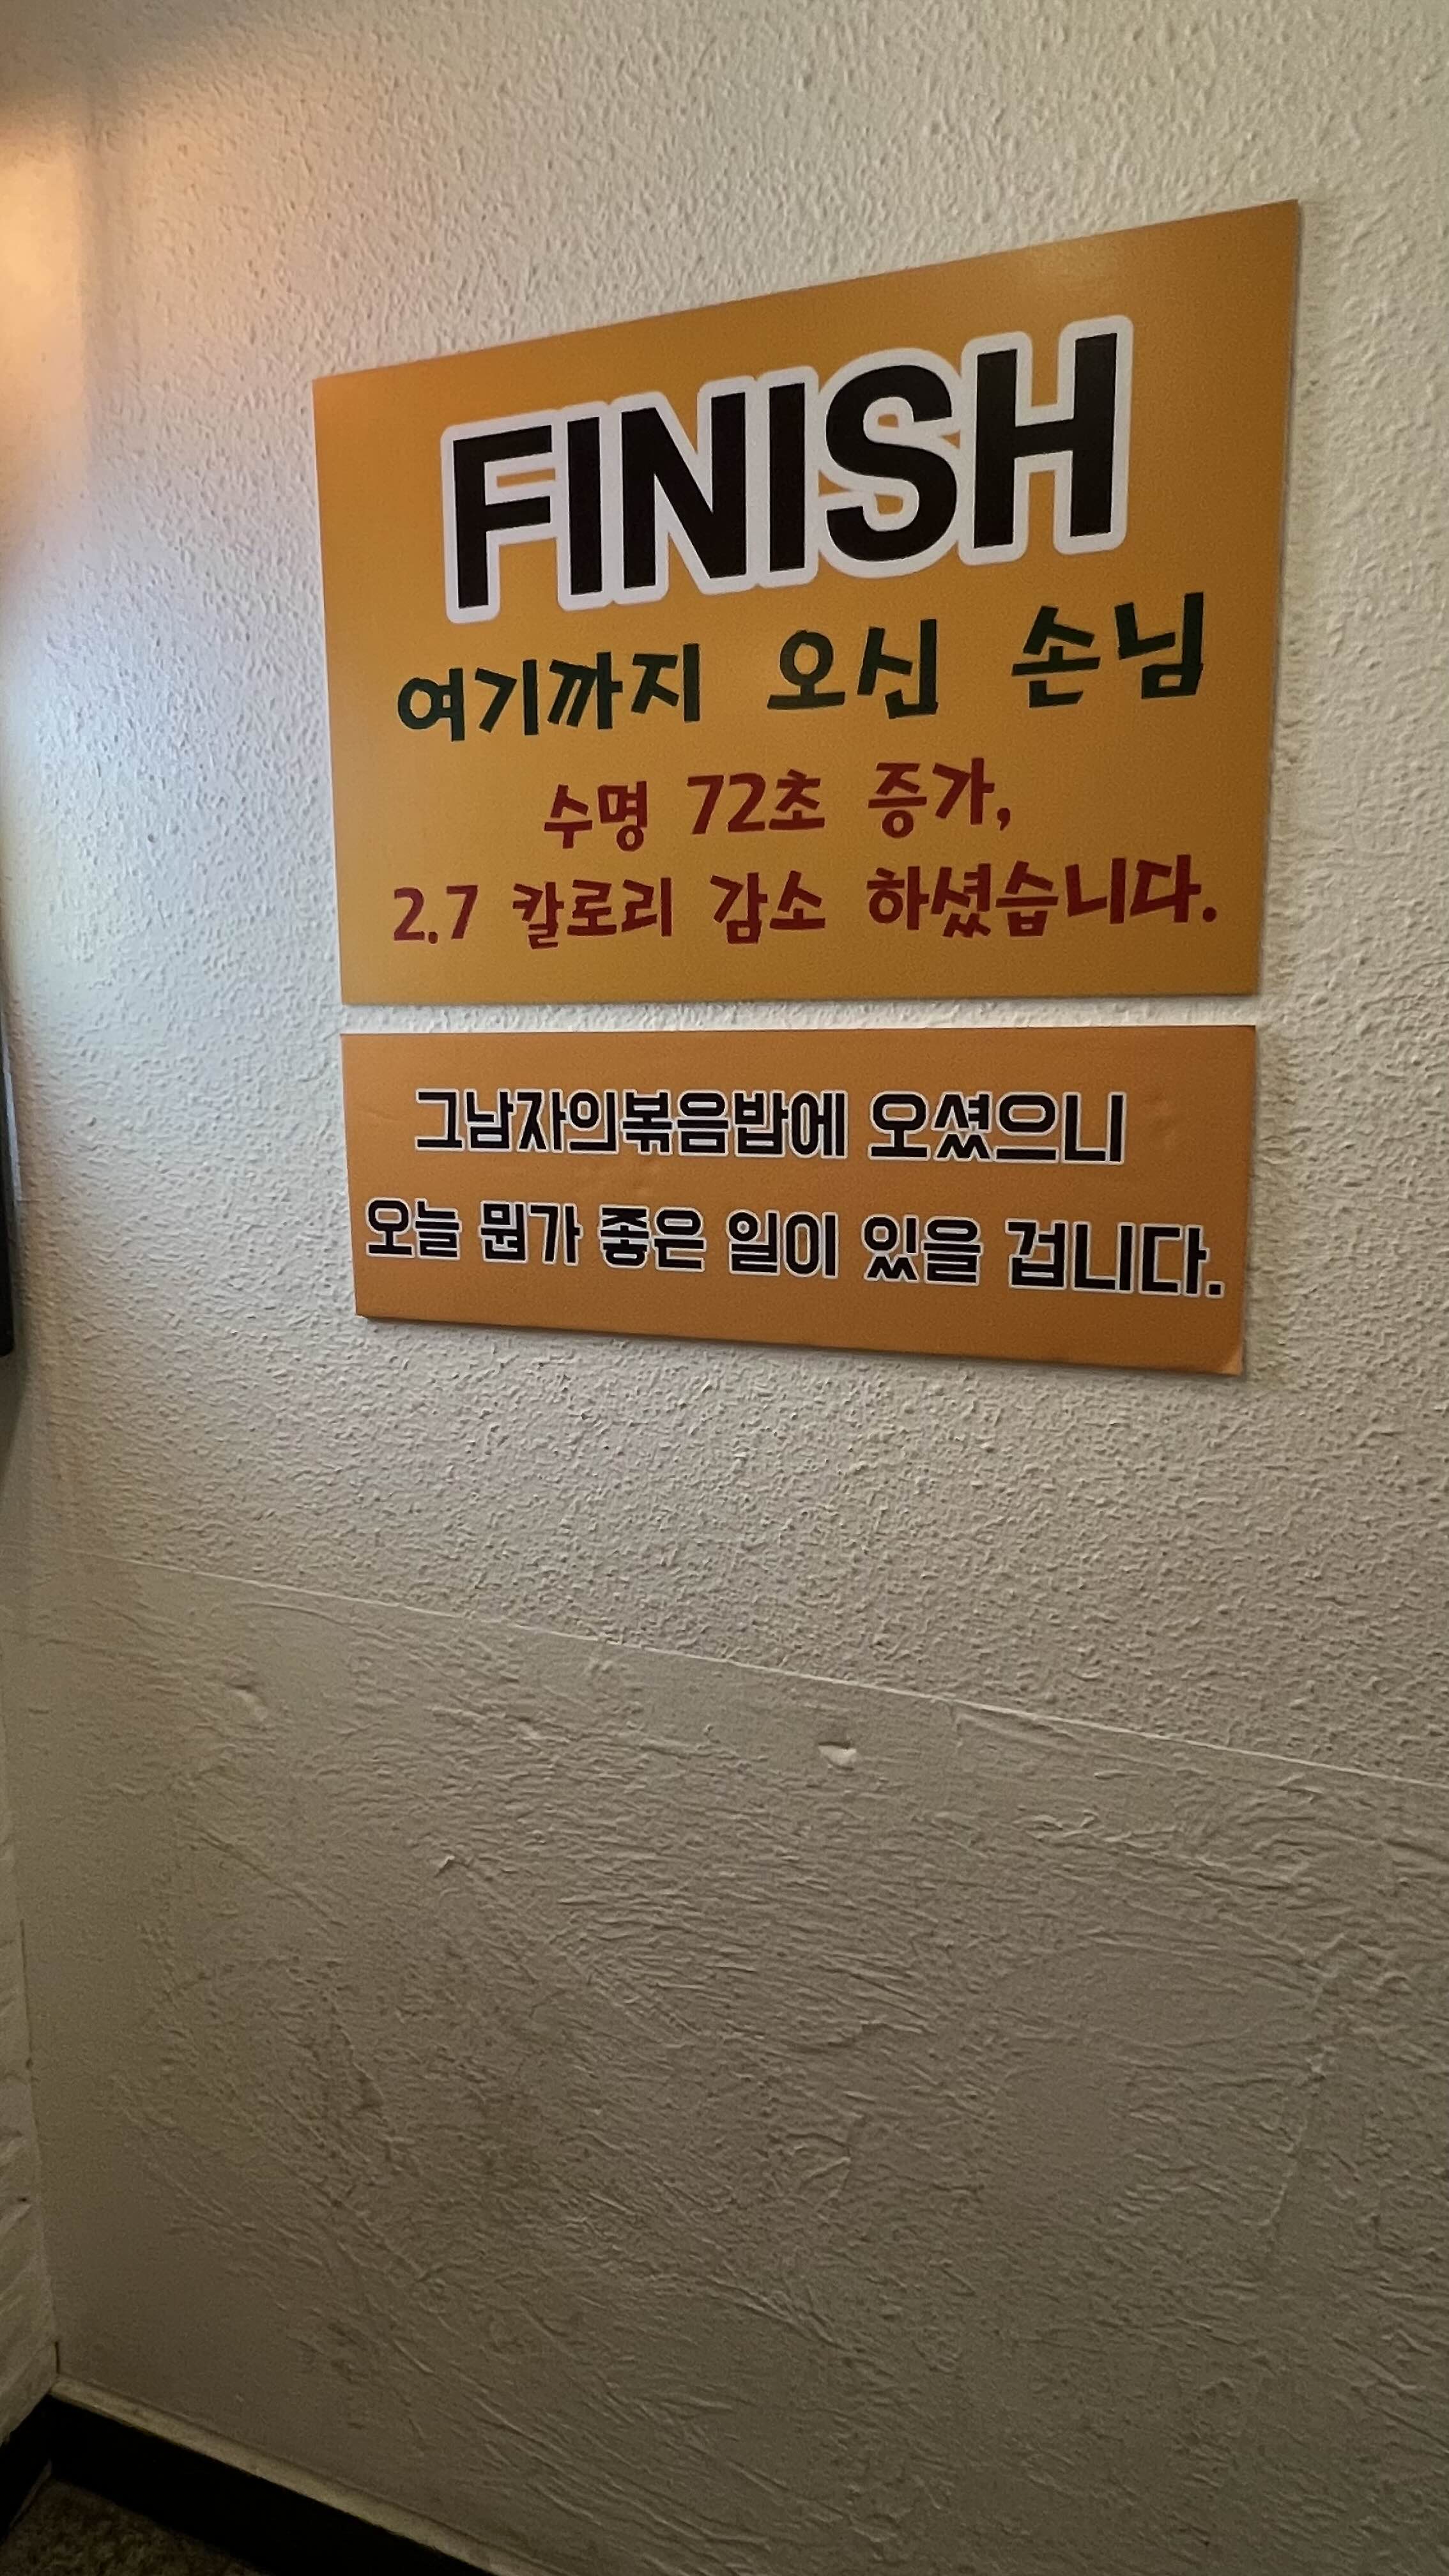 FINISH
여기까지 오신 손님
수명 72초 증가,
2.7 칼로리 감소 하셨습니다.
그남자의볶음밥에 오셨으니
오늘 뭔가 좋은 일이 있을 겁니다.